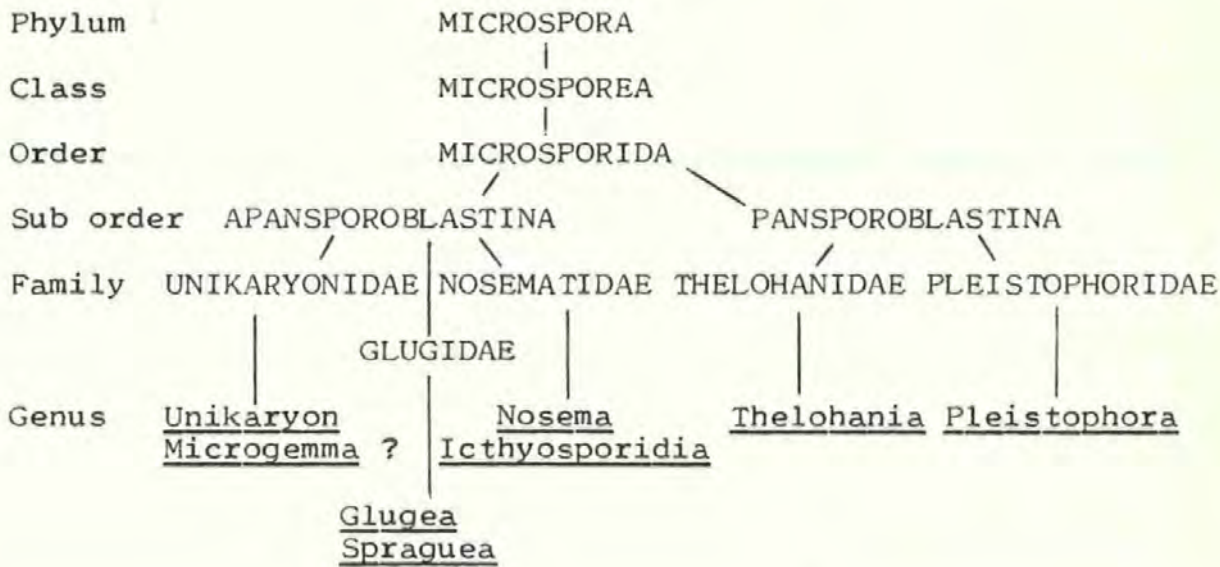 Phylum MICROSPORA
Class MICROSPOREA
Order MICROSPORIDA
Sub order APANSPOROBLASTINA PANSPOROBLASTINA
Family UNIKARYONIDAE NOSEMATIDAE THELOHANIDAE PLEISTOPHORIDAE
GLUGIDAE
Genus Unikaryon Nosema Thelohania Pleistophora
Microgemma ? Icthyosporidia
Glugea
Spraguea